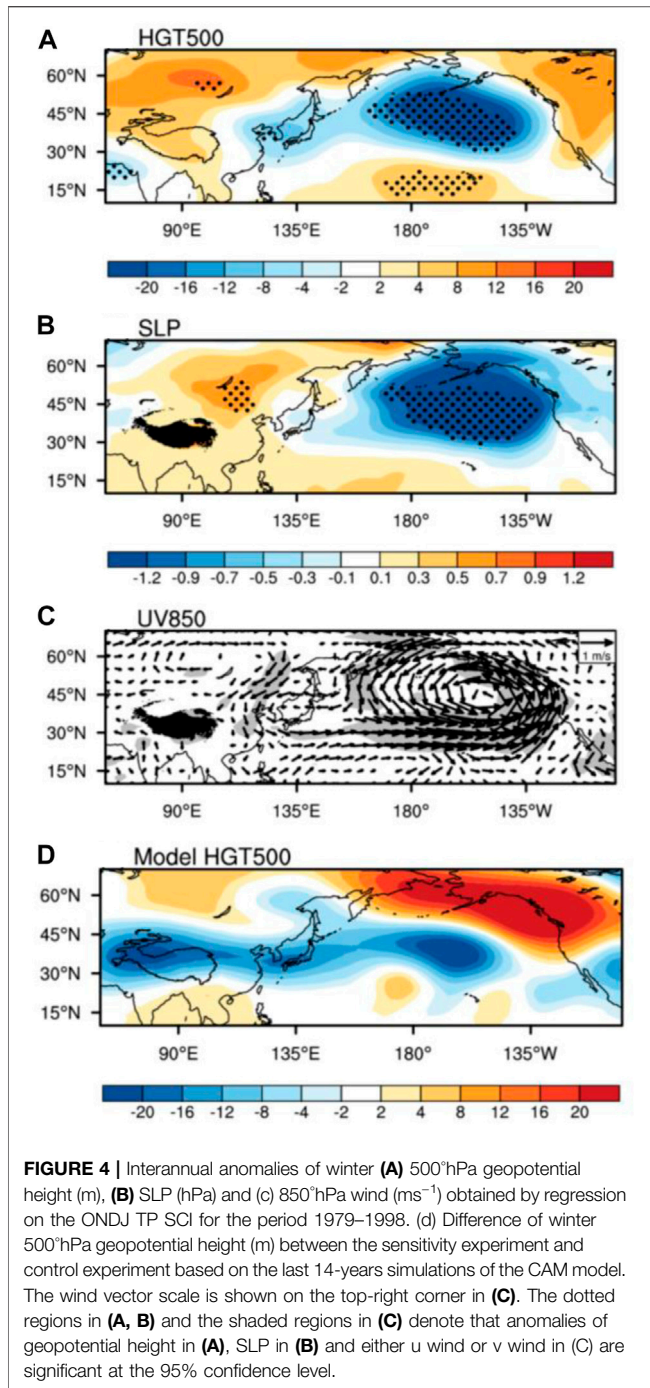 A HGT500
60°N
45°N
30°N
15°N
90°E 135°E 180° 135°W
-20 -16 -12 -8 -4 -2 2 4 8 12 16 20
B SLP
60°N
45°N
30°N
15°N
90°E 135°E 180° 135°W
-1.2 -0.9 -0.7 -0.5 -0.3 -0.1 0.1 0.3 0.5 0.7 0.9 1.2
C UV850
1 m/s
60°N
45°N
30°N
15°N
90°E 135°E 180° 135°W
D Model HGT500
60°N
45°N
30°N
15°N
90°E 135°E 180° 135°W
-20 -16 -12 -8 -4 -2 2 4 8 12 16 20
FIGURE 4 | Interannual anomalies of winter (A) 500°hPa geopotential
height (m), (B) SLP (hPa) and (c) 850°hPa wind (ms⁻¹) obtained by regression
on the ONDJ TP SCI for the period 1979–1998. (d) Difference of winter
500°hPa geopotential height (m) between the sensitivity experiment and
control experiment based on the last 14-years simulations of the CAM model.
The wind vector scale is shown on the top-right corner in (C). The dotted
regions in (A, B) and the shaded regions in (C) denote that anomalies of
geopotential height in (A), SLP in (B) and either u wind or v wind in (C) are
significant at the 95% confidence level.